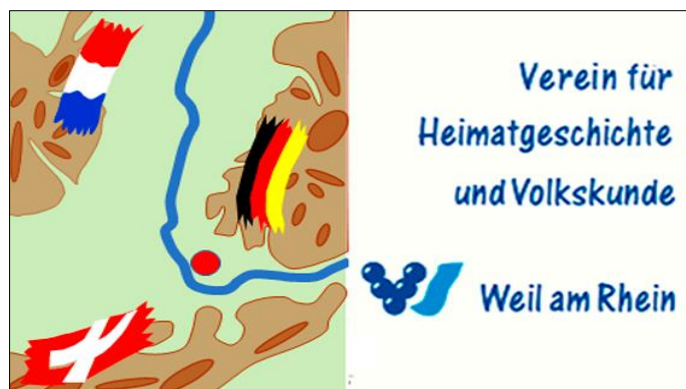 Verein für
Heimatgeschichte
und Volkskunde
Weil am Rhein